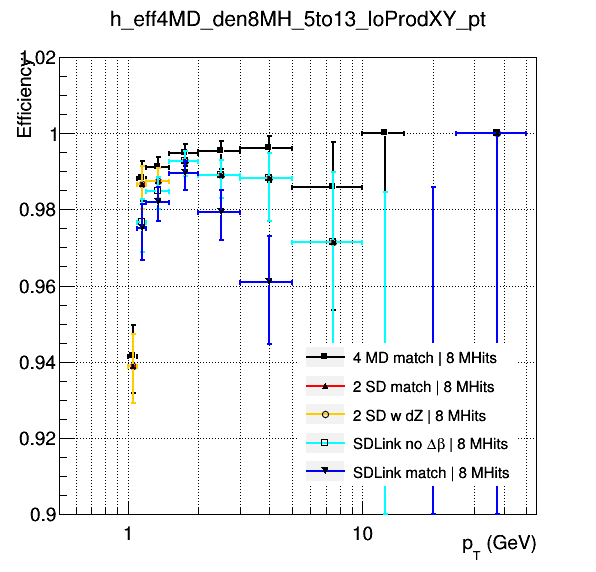 h_eff4MD_den8MH_5to13_loProdXY_pt
Efficiency
1.02
1
0.98
0.96
0.94
0.92
0.9
4 MD match | 8 MHits
2 SD match | 8 MHits
2 SD w dZ | 8 MHits
SDLink no Δβ | 8 MHits
SDLink match | 8 MHits
1
10
p_T (GeV)